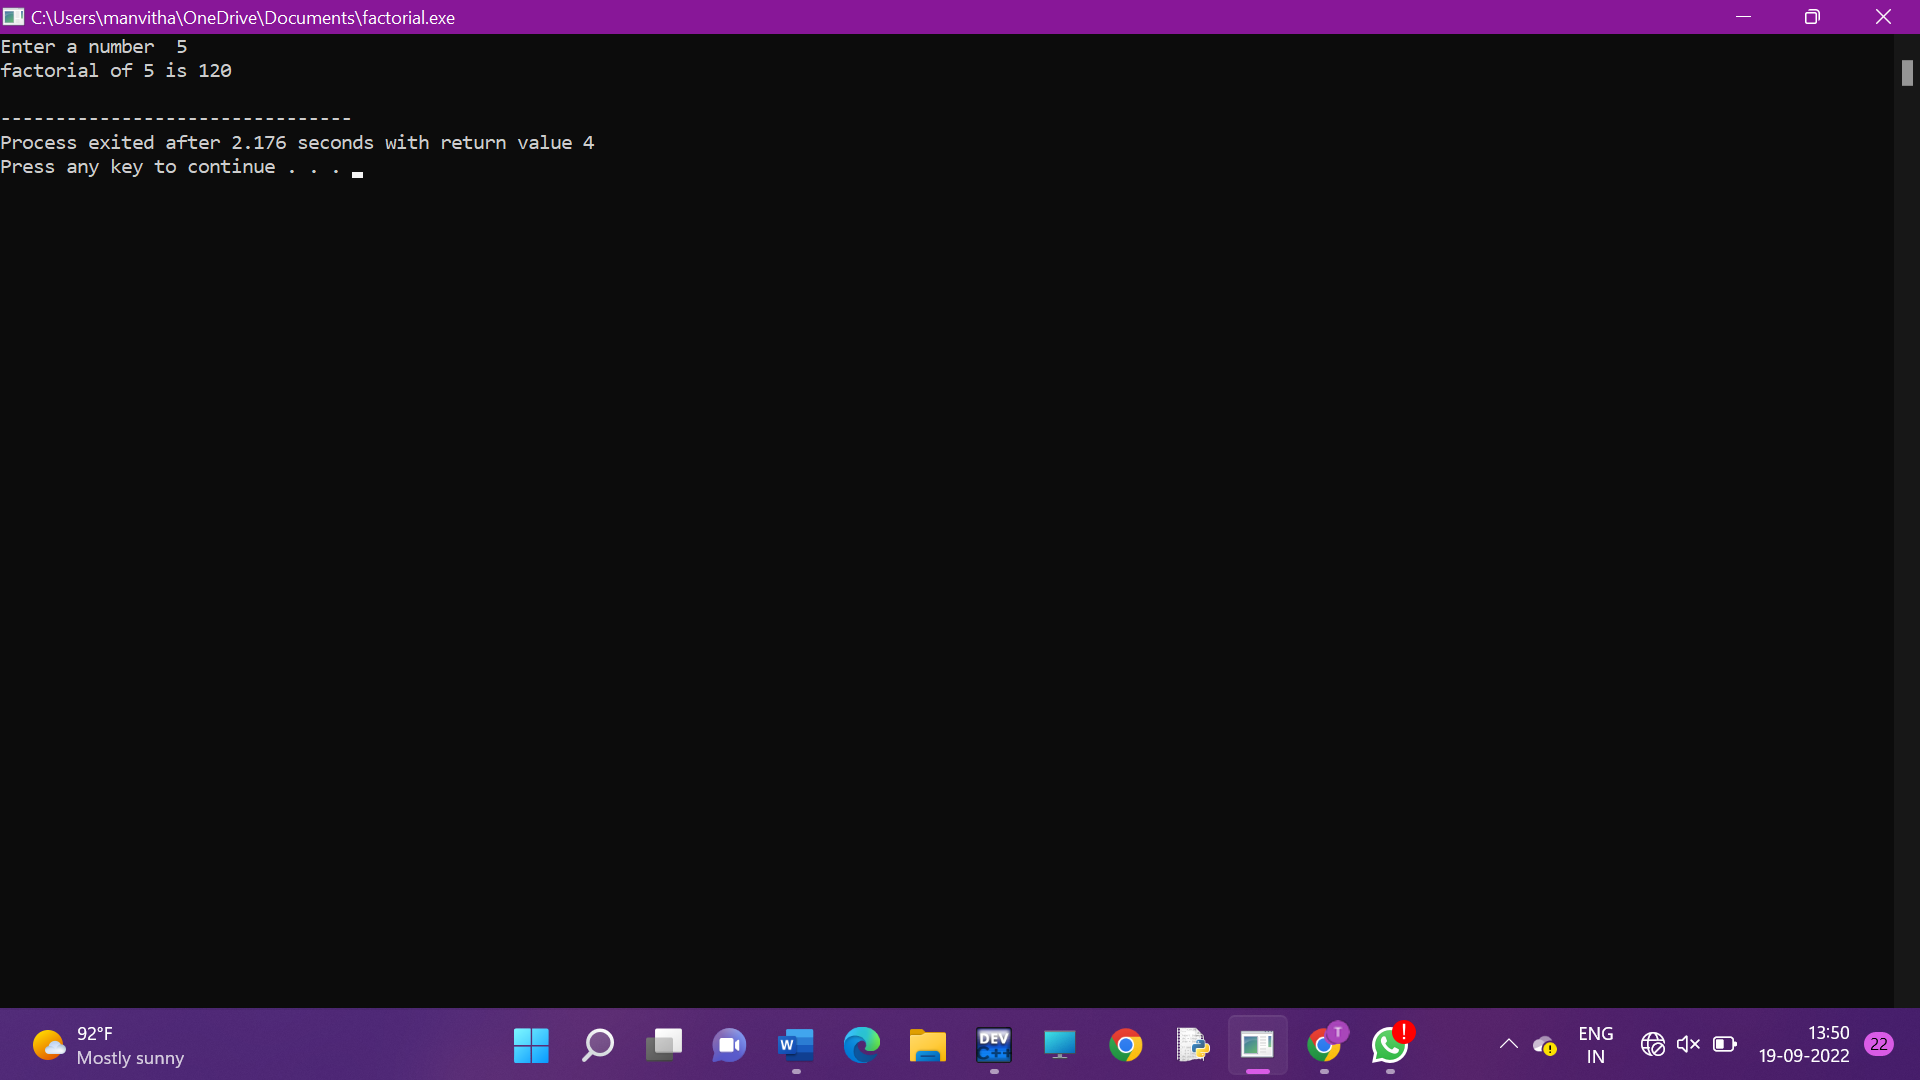 C:\Users\manvitha\OneDrive\Documents\factorial.exe
Enter a number  5
factorial of 5 is 120
--------------------------------
Process exited after 2.176 seconds with return value 4
Press any key to continue . . .
92°F
Mostly sunny
W
DEV
C++
T
!
ENG
IN
13:50
19-09-2022
22